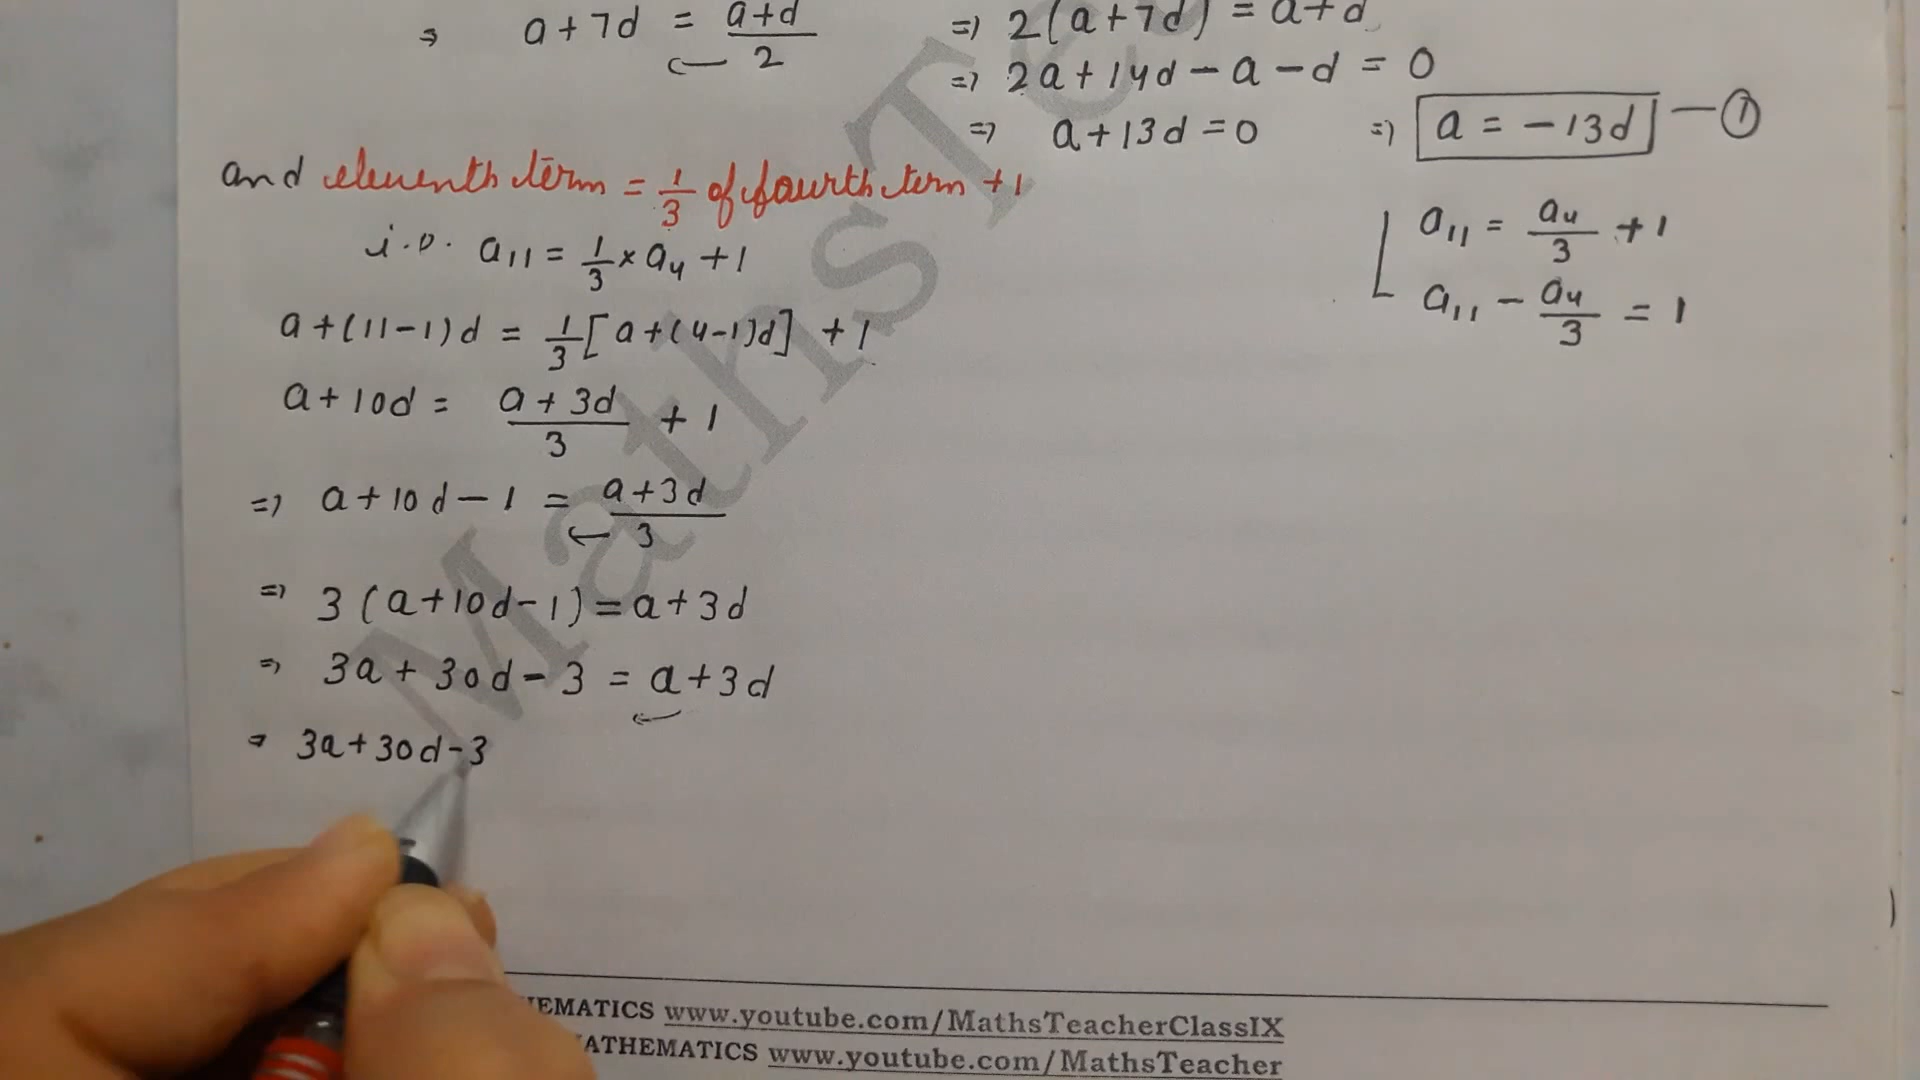 ⇒ a + 7d = a+d/2 ⇒ 2(a+7d) = a+d
⇒ 2a + 14d - a - d = 0
⇒ a + 13d = 0 ⇒ a = -13d — ①
and eleventh term = 1/3 of fourth term + 1
i.e. a₁₁ = 1/3 × a₄ + 1
a₁₁ = a₄/3 + 1
a₁₁ - a₄/3 = 1
a + (11-1)d = 1/3 [a + (4-1)d] + 1
a + 10d = a + 3d/3 + 1
⇒ a + 10d - 1 = a + 3d/3
⇒ 3(a+10d-1) = a + 3d
⇒ 3a + 30d - 3 = a + 3d
⇒ 3a + 30d - 3
MathsTe
EMATICS www.youtube.com/MathsTeacherClassIX
ATHEMATICS www.youtube.com/MathsTeacher